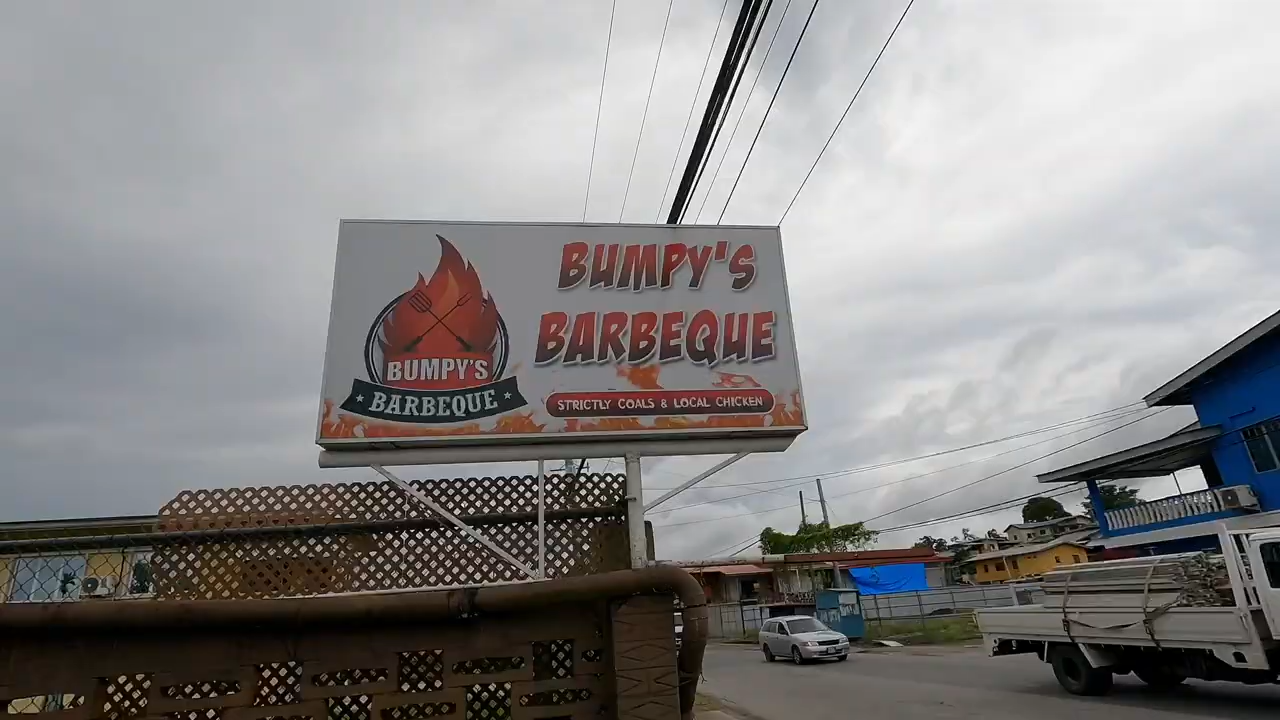 BUMPY'S
BARBEQUE
BUMPY'S
BARBEQUE
STRICTLY COALS & LOCAL CHICKEN